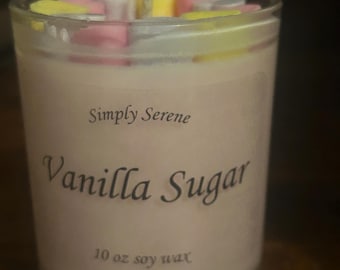 Simply Serene
Vanilla Sugar
10 oz soy wax